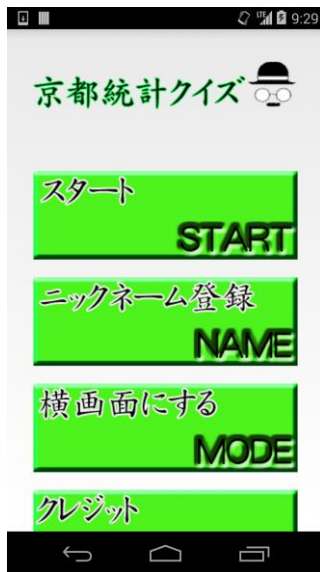 LTE 9:29
京都統計クイズ
スタート
START
ニックネーム登録
NAME
横画面にする
MODE
クレジット